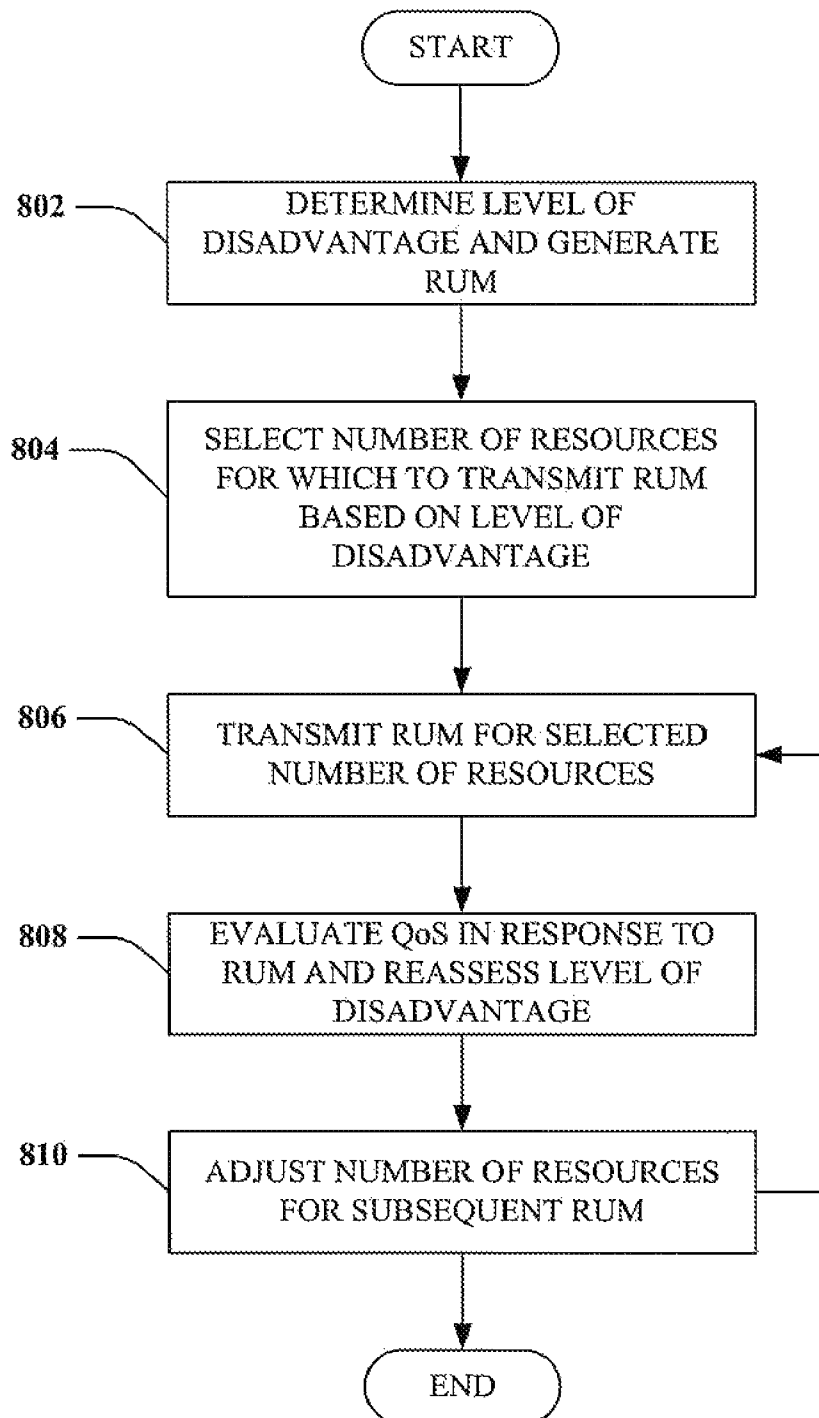 START
802
DETERMINE LEVEL OF
DISADVANTAGE AND GENERATE
RUM
804
SELECT NUMBER OF RESOURCES
FOR WHICH TO TRANSMIT RUM
BASED ON LEVEL OF
DISADVANTAGE
806
TRANSMIT RUM FOR SELECTED
NUMBER OF RESOURCES
808
EVALUATE QoS IN RESPONSE TO
RUM AND REASSESS LEVEL OF
DISADVANTAGE
810
ADJUST NUMBER OF RESOURCES
FOR SUBSEQUENT RUM
END